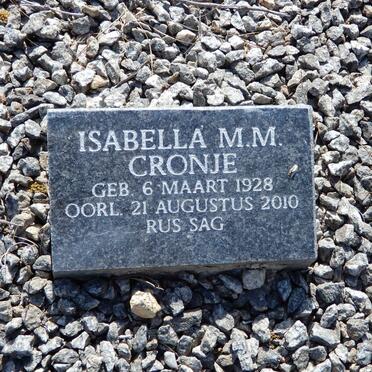 ISABELLA M.M.
CRONJE
GEB. 6 MAART 1928
OORL. 21 AUGUSTUS 2010
RUS SAG